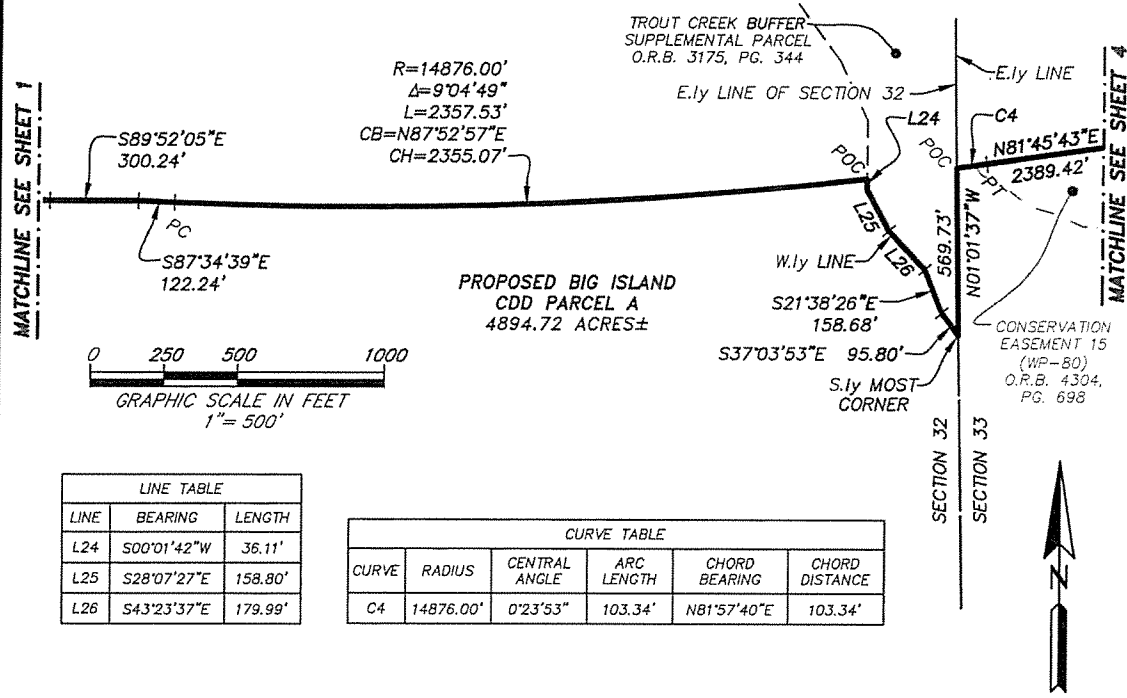 TROUT CREEK BUFFER
SUPPLEMENTAL PARCEL
O.R.B. 3175, PG. 344
E.ly LINE OF SECTION 32
E.ly LINE
R=14876.00'
Δ=9°04'49"
L=2357.53'
CB=N87°52'57"E
CH=2355.07'
MATCHLINE SEE SHEET 1
S89°52'05"E
300.24'
PC
S87°34'39"E
122.24'
POC
L24
L25
L26
W.ly LINE
POC
C4
N81°45'43"E
2389.42'
CPT
MATCHLINE SEE SHEET 4
569.73'
N01°01'37"W
PROPOSED BIG ISLAND
CDD PARCEL A
4894.72 ACRES±
S21°38'26"E
158.68'
S37°03'53"E 95.80'
S.ly MOST
CORNER
CONSERVATION
EASEMENT 15
(WP-80)
O.R.B. 4304,
PG. 698
0 250 500 1000
GRAPHIC SCALE IN FEET
1"= 500'
SECTION 32
SECTION 33
LINE TABLE
LINE BEARING LENGTH
L24 S00°01'42"W 36.11'
L25 S28°07'27"E 158.80'
L26 S43°23'37"E 179.99'
CURVE TABLE
CURVE RADIUS CENTRAL ANGLE ARC LENGTH CHORD BEARING CHORD DISTANCE
C4 14876.00' 0°23'53" 103.34' N81°57'40"E 103.34'
N